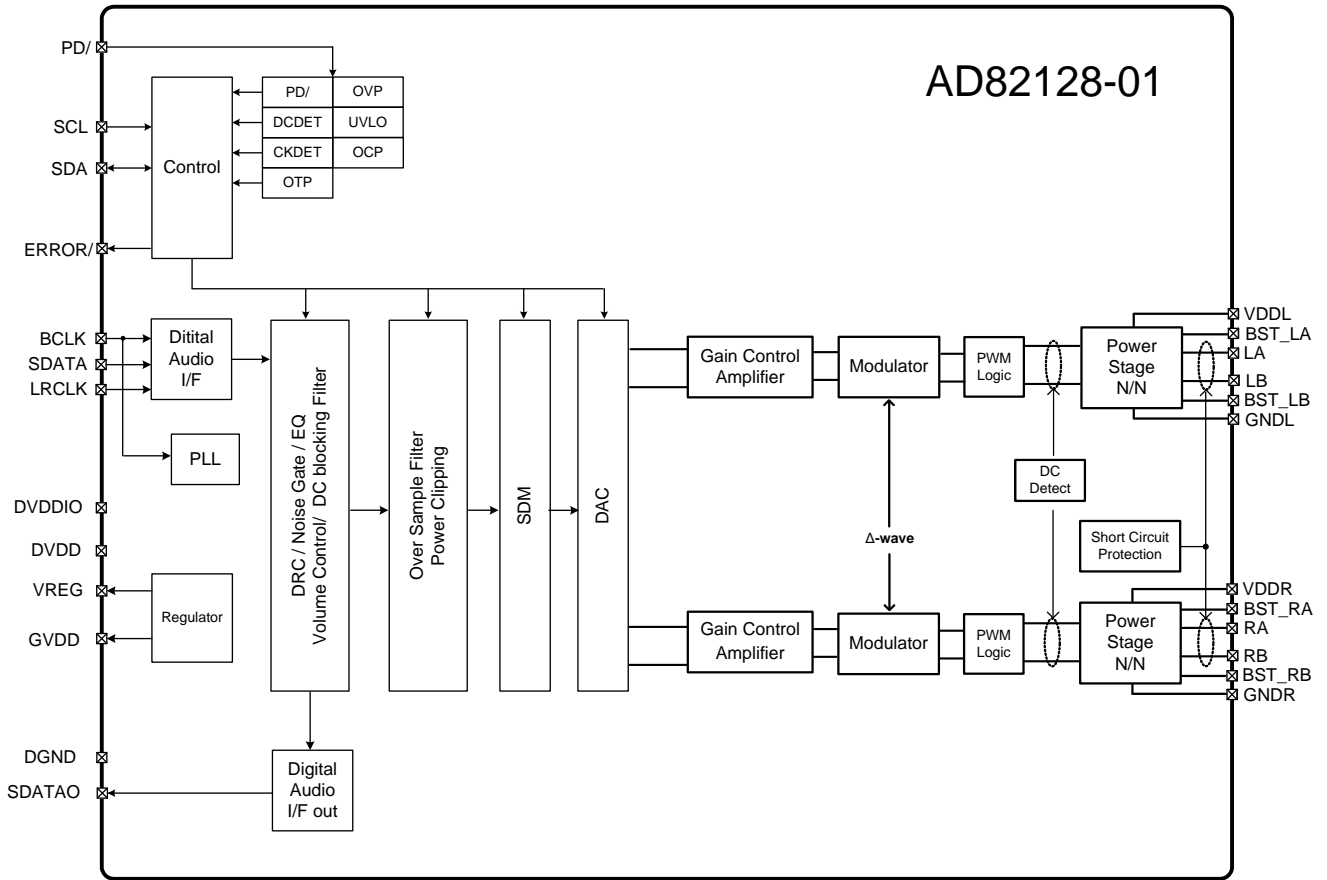 AD82128-01
PD/
SCL
SDA
ERROR/
BCLK
SDATA
LRCLK
DVDDIO
DVDD
VREG
GVDD
DGND
SDATAO
Control
PD/
OVP
DCDET
UVLO
CKDET
OCP
OTP
Ditital
Audio
I/F
PLL
Regulator
DRC / Noise Gate / EQ
Volume Control/ DC blocking Filter
Over Sample Filter
Power Clipping
SDM
DAC
Digital
Audio
I/F out
Gain Control
Amplifier
Modulator
PWM
Logic
Power
Stage
N/N
DC
Detect
Δ-wave
Short Circuit
Protection
Gain Control
Amplifier
Modulator
PWM
Logic
Power
Stage
N/N
VDDL
BST_LA
LA
LB
BST_LB
GNDL
VDDR
BST_RA
RA
RB
BST_RB
GNDR